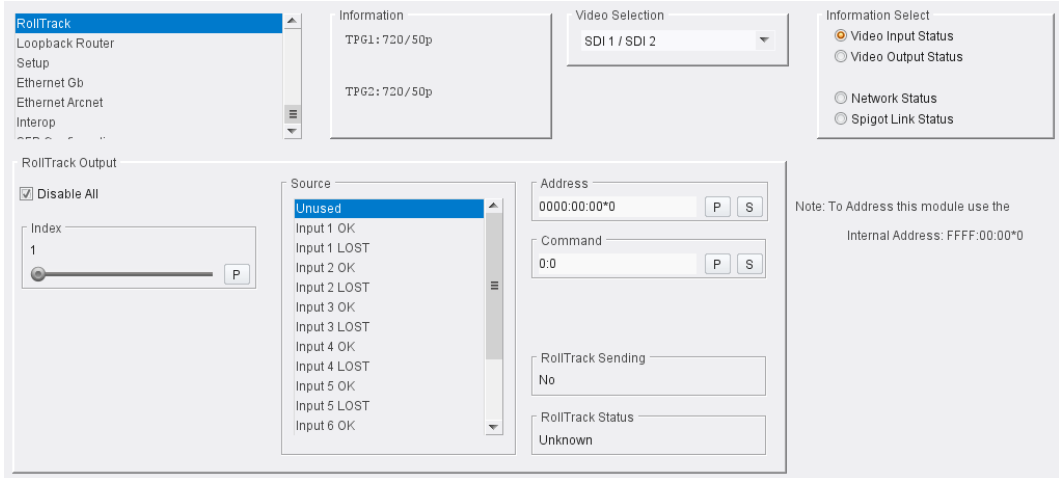 RollTrack
Loopback Router
Setup
Ethernet Gb
Ethernet Arcnet
Interop
Information
TPG1:720/50p
TPG2:720/50p
Video Selection
SDI 1 / SDI 2
Information Select
Video Input Status
Video Output Status
Network Status
Spigot Link Status
RollTrack Output
Disable All
Index
1
P
Source
Unused
Input 1 OK
Input 1 LOST
Input 2 OK
Input 2 LOST
Input 3 OK
Input 3 LOST
Input 4 OK
Input 4 LOST
Input 5 OK
Input 5 LOST
Input 6 OK
Address
0000:00:00*0 P S
Command
0:0 P S
RollTrack Sending
No
RollTrack Status
Unknown
Note: To Address this module use the
Internal Address: FFFF:00:00*0